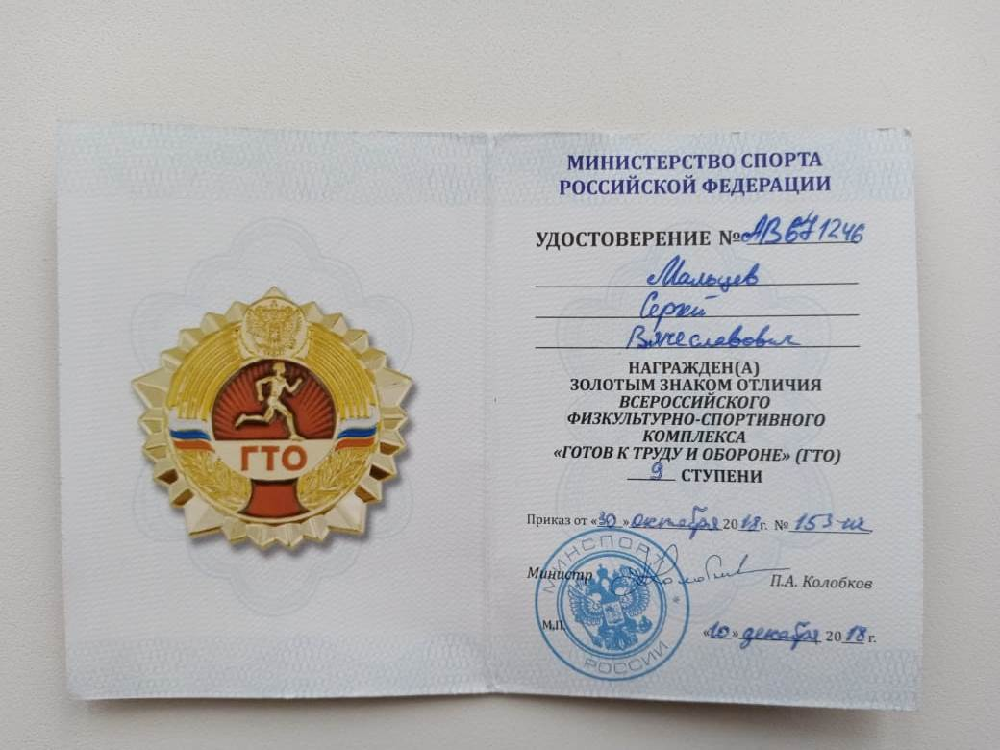 ГТО
МИНИСТЕРСТВО СПОРТА
РОССИЙСКОЙ ФЕДЕРАЦИИ
УДОСТОВЕРЕНИЕ № АВ671246
Мальцев
Сергей
Вячеславович
НАГРАЖДЕН(А)
ЗОЛОТЫМ ЗНАКОМ ОТЛИЧИЯ
ВСЕРОССИЙСКОГО
ФИЗКУЛЬТУРНО-СПОРТИВНОГО
КОМПЛЕКСА
«ГОТОВ К ТРУДУ И ОБОРОНЕ» (ГТО)
9 СТУПЕНИ
Приказ от «30» октября 2018г. № 153-нг
Министр П.А. Колобков
М.П.
МИНСПОРТ
РОССИИ
«10» декабря 2018 г.